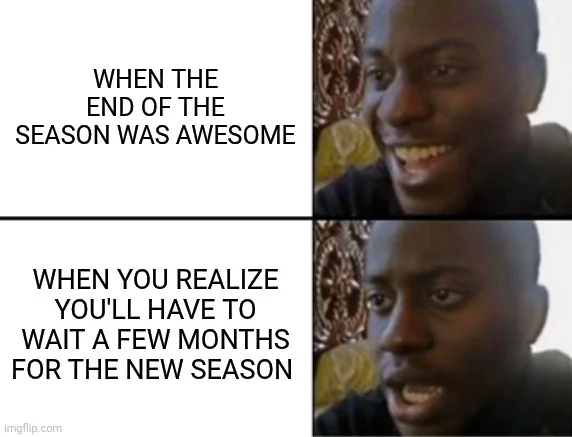 WHEN THE
END OF THE
SEASON WAS AWESOME
WHEN YOU REALIZE
YOU'LL HAVE TO
WAIT A FEW MONTHS
FOR THE NEW SEASON
imgflip.com